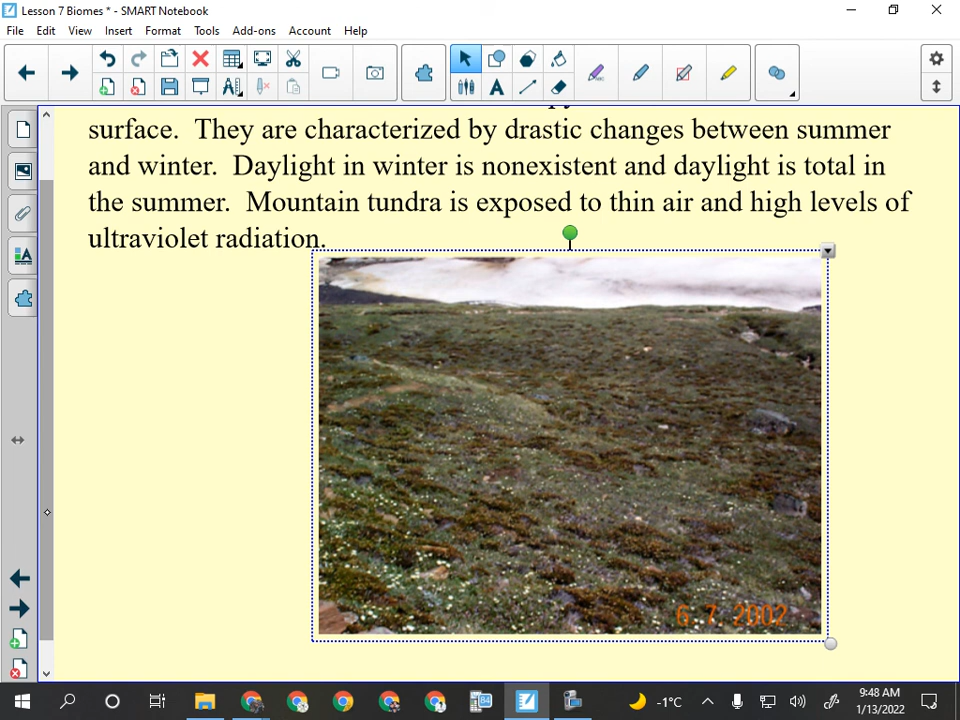 Lesson 7 Biomes * - SMART Notebook
File Edit View Insert Format Tools Add-ons Account Help
surface. They are characterized by drastic changes between summer
and winter. Daylight in winter is nonexistent and daylight is total in
the summer. Mountain tundra is exposed to thin air and high levels of
ultraviolet radiation.
6 7 2002
-1°C
9:48 AM
1/13/2022